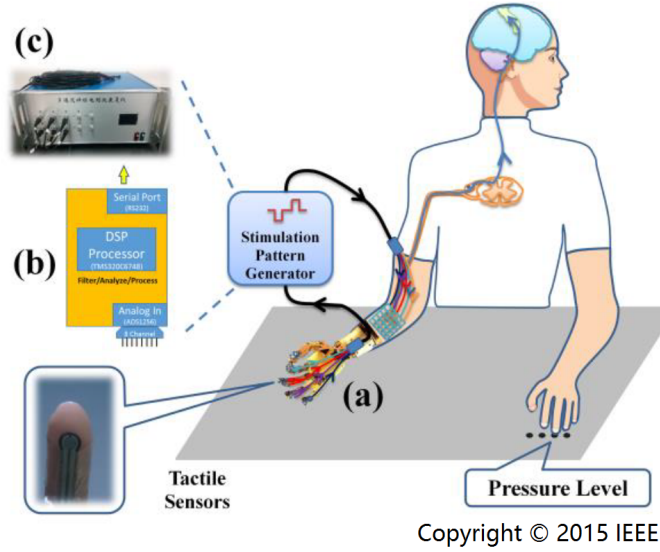 (c)
Serial Port
(RS232)
DSP
Processor
(TMS320C6748)
(b)
Filter/Analyze/Process
Analog In
(ADS1256)
8 Channel
Stimulation
Pattern
Generator
(a)
Tactile
Sensors
Pressure Level
Copyright © 2015 IEEE